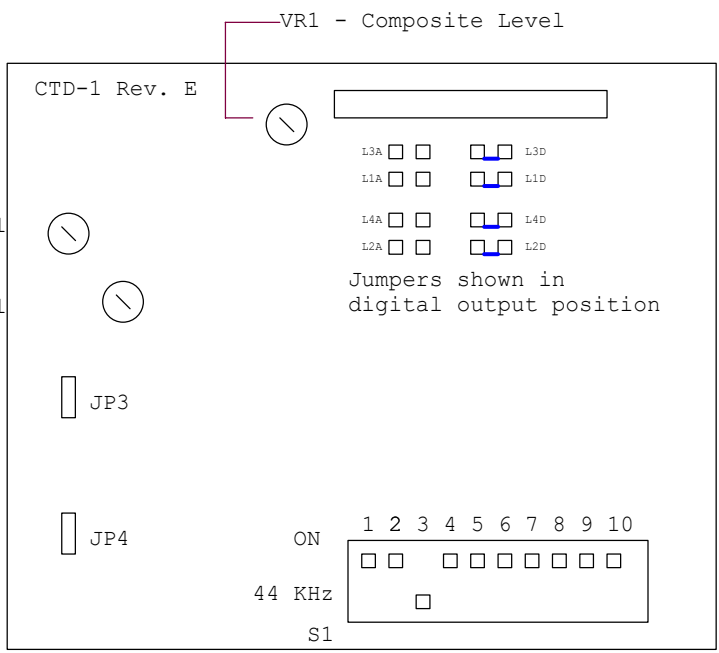 VR1 - Composite Level
CTD-1 Rev. E
L3A L3D
L1A L1D
L4A L4D
L2A L2D
Jumpers shown in
digital output position
JP3
JP4
ON
1 2 3 4 5 6 7 8 9 10
44 KHz
S1